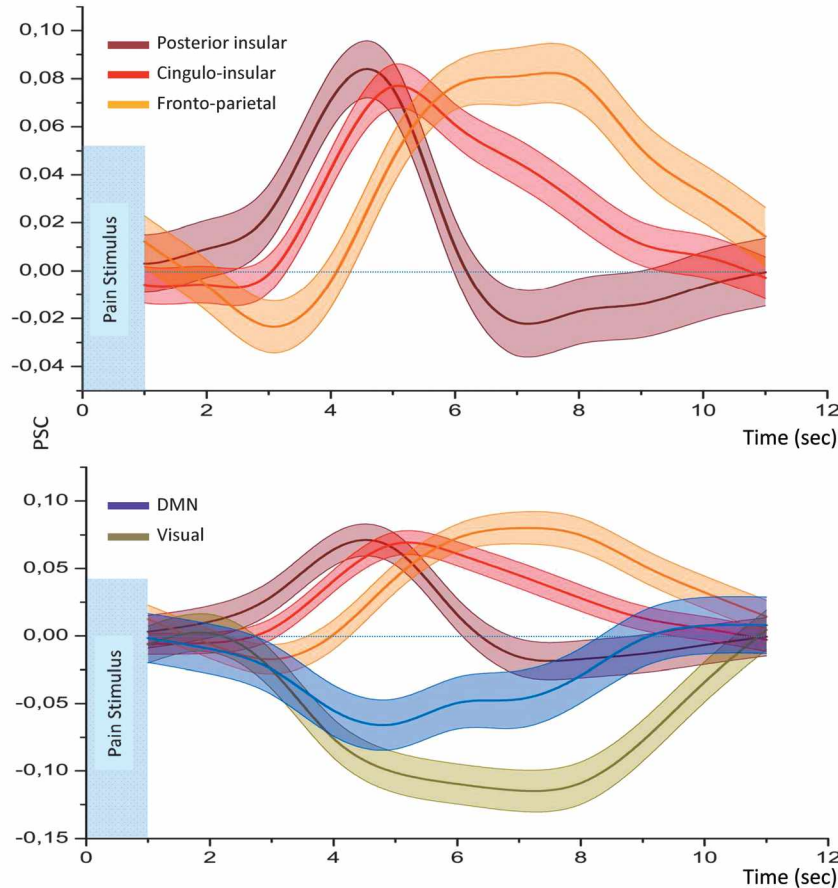 0,10
0,08
0,06
0,04
0,02
0,00
-0,02
-0,04
Posterior insular
Cingulo-insular
Fronto-parietal
Pain Stimulus
0 2 4 6 8 10 12
Time (sec)
PSC
0,10
0,05
0,00
-0,05
-0,10
-0,15
DMN
Visual
Pain Stimulus
0 2 4 6 8 10 12
Time (sec)